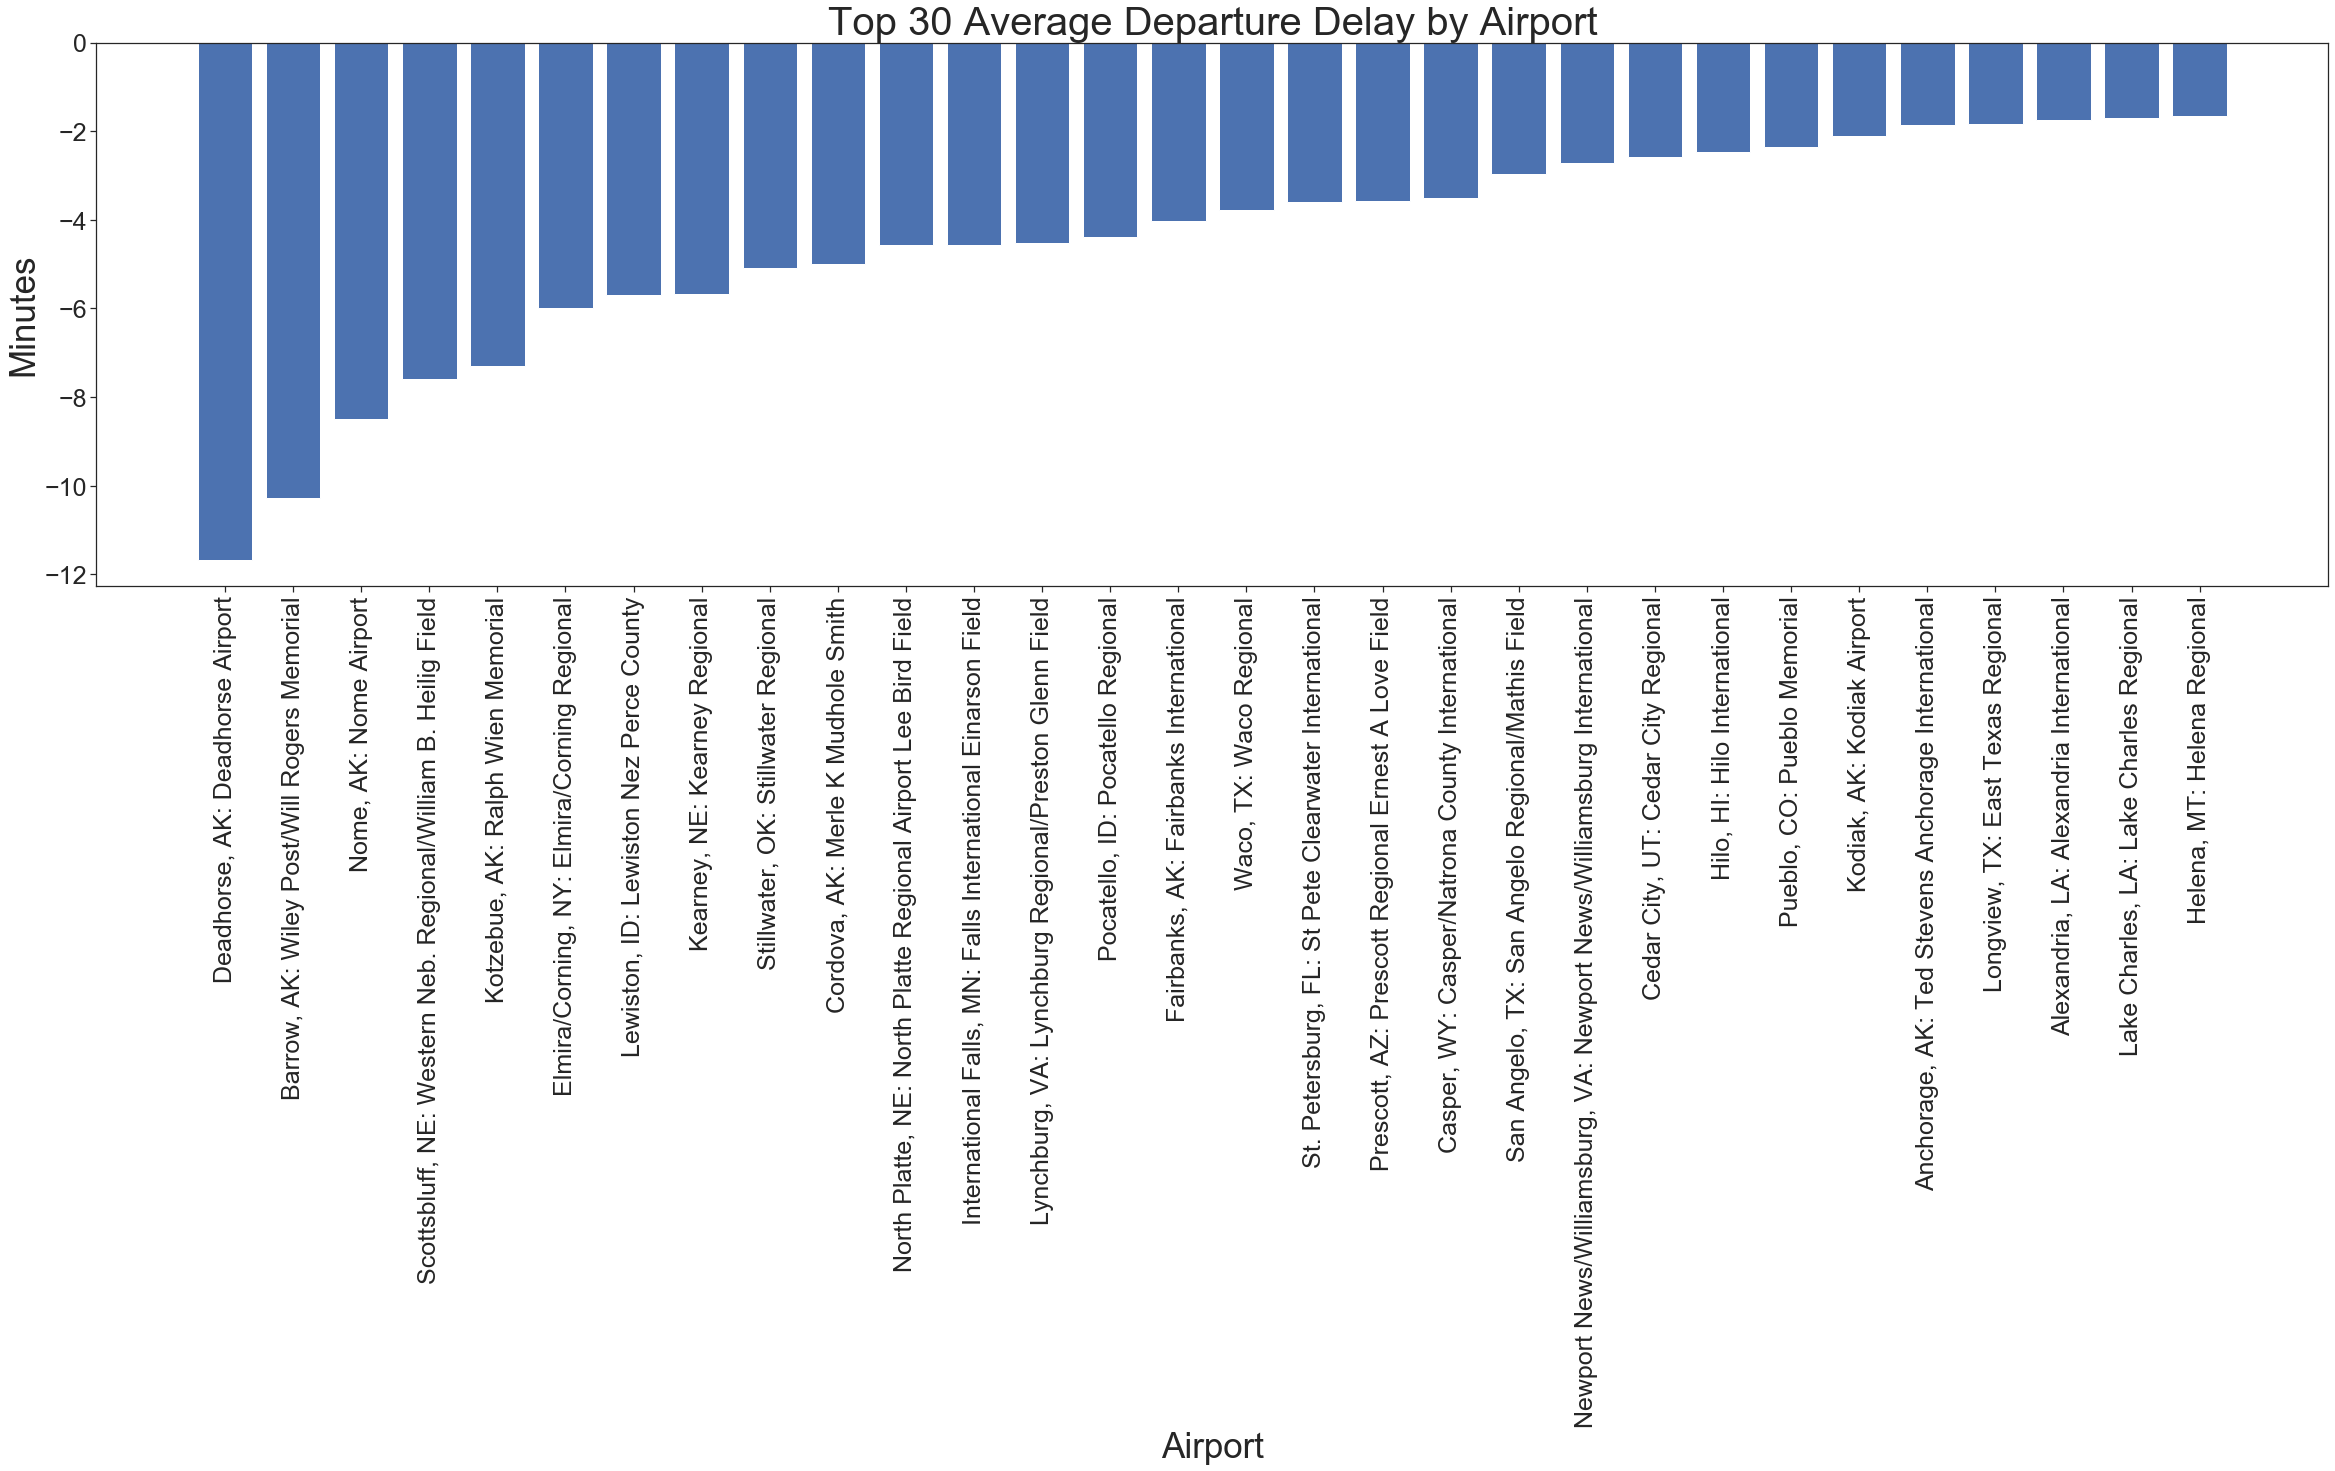 Top 30 Average Departure Delay by Airport
Minutes
0
−2
−4
−6
−8
−10
−12
Deadhorse, AK: Deadhorse Airport
Barrow, AK: Wiley Post/Will Rogers Memorial
Nome, AK: Nome Airport
Scottsbluff, NE: Western Neb. Regional/William B. Heilig Field
Kotzebue, AK: Ralph Wien Memorial
Elmira/Corning, NY: Elmira/Corning Regional
Lewiston, ID: Lewiston Nez Perce County
Kearney, NE: Kearney Regional
Stillwater, OK: Stillwater Regional
Cordova, AK: Merle K Mudhole Smith
North Platte, NE: North Platte Regional Airport Lee Bird Field
International Falls, MN: Falls International Einarson Field
Lynchburg, VA: Lynchburg Regional/Preston Glenn Field
Pocatello, ID: Pocatello Regional
Fairbanks, AK: Fairbanks International
Waco, TX: Waco Regional
St. Petersburg, FL: St Pete Clearwater International
Prescott, AZ: Prescott Regional Ernest A Love Field
Casper, WY: Casper/Natrona County International
San Angelo, TX: San Angelo Regional/Mathis Field
Newport News/Williamsburg, VA: Newport News/Williamsburg International
Cedar City, UT: Cedar City Regional
Hilo, HI: Hilo International
Pueblo, CO: Pueblo Memorial
Kodiak, AK: Kodiak Airport
Anchorage, AK: Ted Stevens Anchorage International
Longview, TX: East Texas Regional
Alexandria, LA: Alexandria International
Lake Charles, LA: Lake Charles Regional
Helena, MT: Helena Regional
Airport